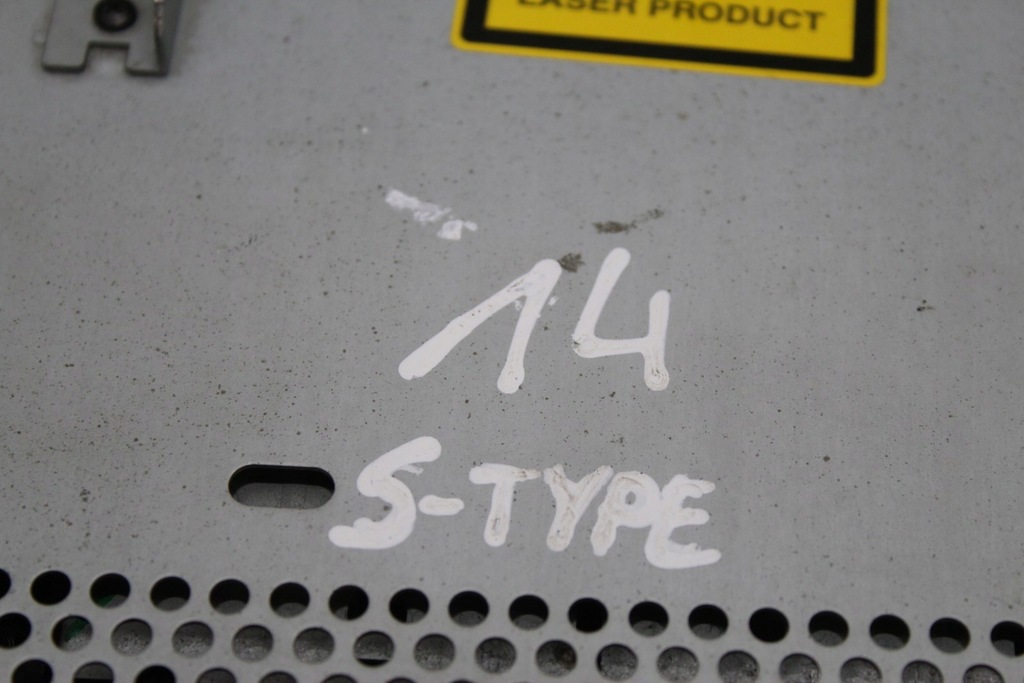 LASER PRODUCT
14
S-TYPE